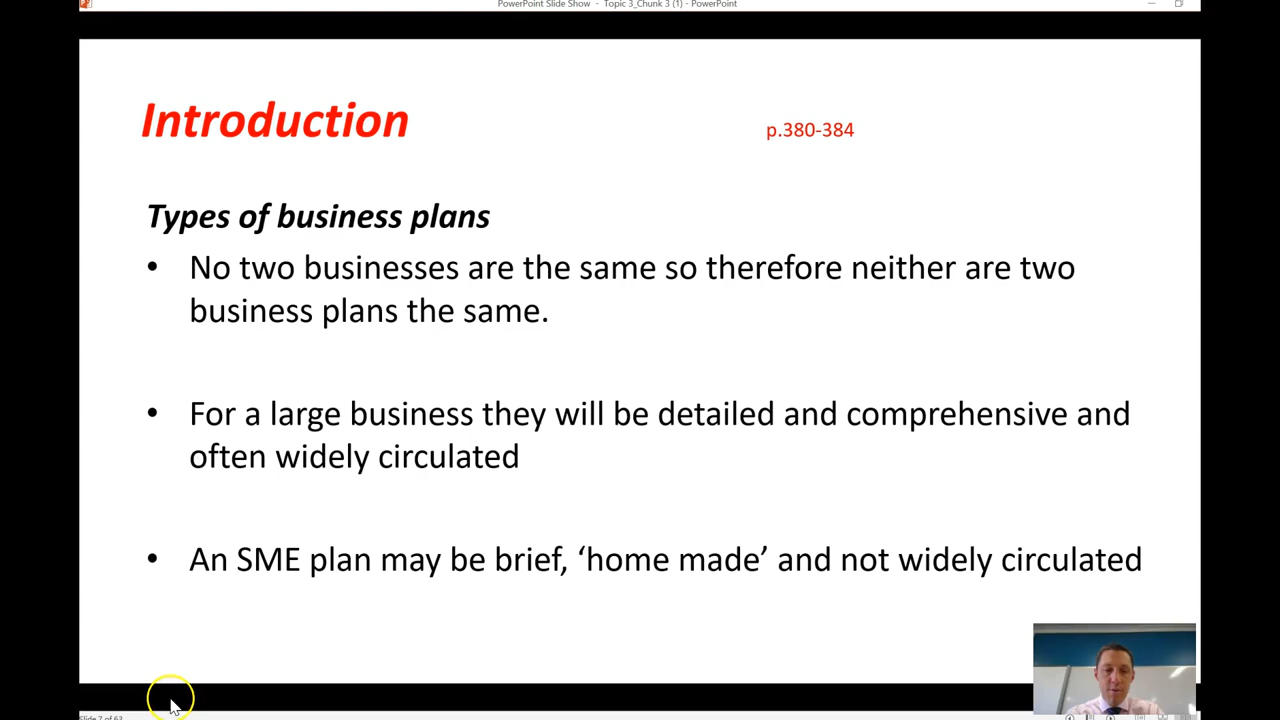 PowerPoint Slide Show - Topic 3_Chunk 3 (1) - PowerPoint
Introduction
p.380-384
Types of business plans
• No two businesses are the same so therefore neither are two
business plans the same.
• For a large business they will be detailed and comprehensive and
often widely circulated
• An SME plan may be brief, ‘home made’ and not widely circulated
Slide 7 of 63